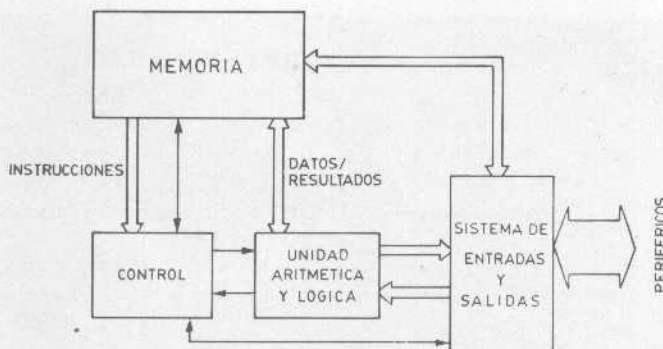 MEMORIA
INSTRUCCIONES
DATOS/
RESULTADOS
CONTROL
UNIDAD
ARITMETICA
Y LOGICA
SISTEMA DE
ENTRADAS
Y
SALIDAS
PERIFERICOS